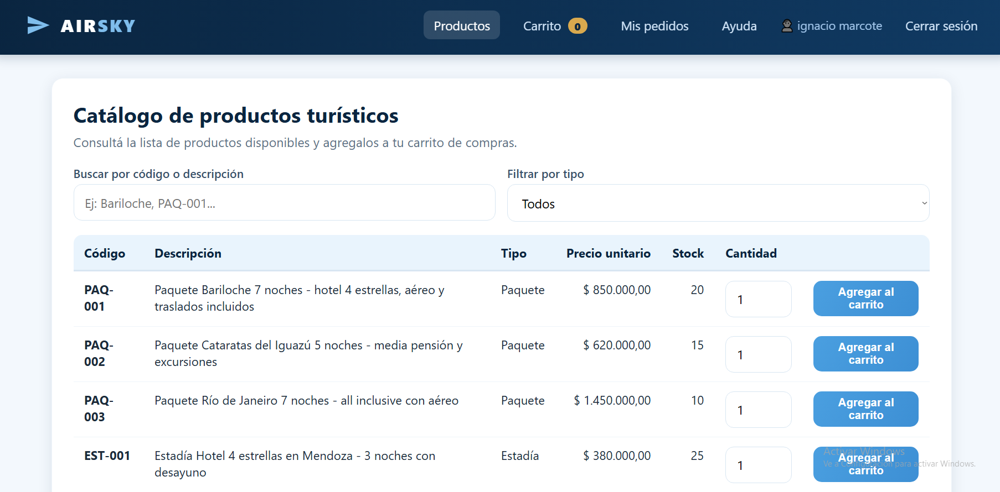 AIRSKY
Productos
Carrito 0
Mis pedidos
Ayuda
ignacio marcote
Cerrar sesión
Catálogo de productos turísticos
Consultá la lista de productos disponibles y agregalos a tu carrito de compras.
Buscar por código o descripción
Filtrar por tipo
Ej: Bariloche, PAQ-001...
Todos
Código Descripción Tipo Precio unitario Stock Cantidad
PAQ-
001
Paquete Bariloche 7 noches - hotel 4 estrellas, aéreo y
traslados incluidos
Paquete
$ 850.000,00
20
1
Agregar al
carrito
PAQ-
002
Paquete Cataratas del Iguazú 5 noches - media pensión y
excursiones
Paquete
$ 620.000,00
15
1
Agregar al
carrito
PAQ-
003
Paquete Río de Janeiro 7 noches - all inclusive con aéreo
Paquete
$ 1.450.000,00
10
1
Agregar al
carrito
EST-001
Estadía Hotel 4 estrellas en Mendoza - 3 noches con
desayuno
Estadía
$ 380.000,00
25
1
Agregar al
carrito
Activar Windows
Ve a Configuración para activar Windows.